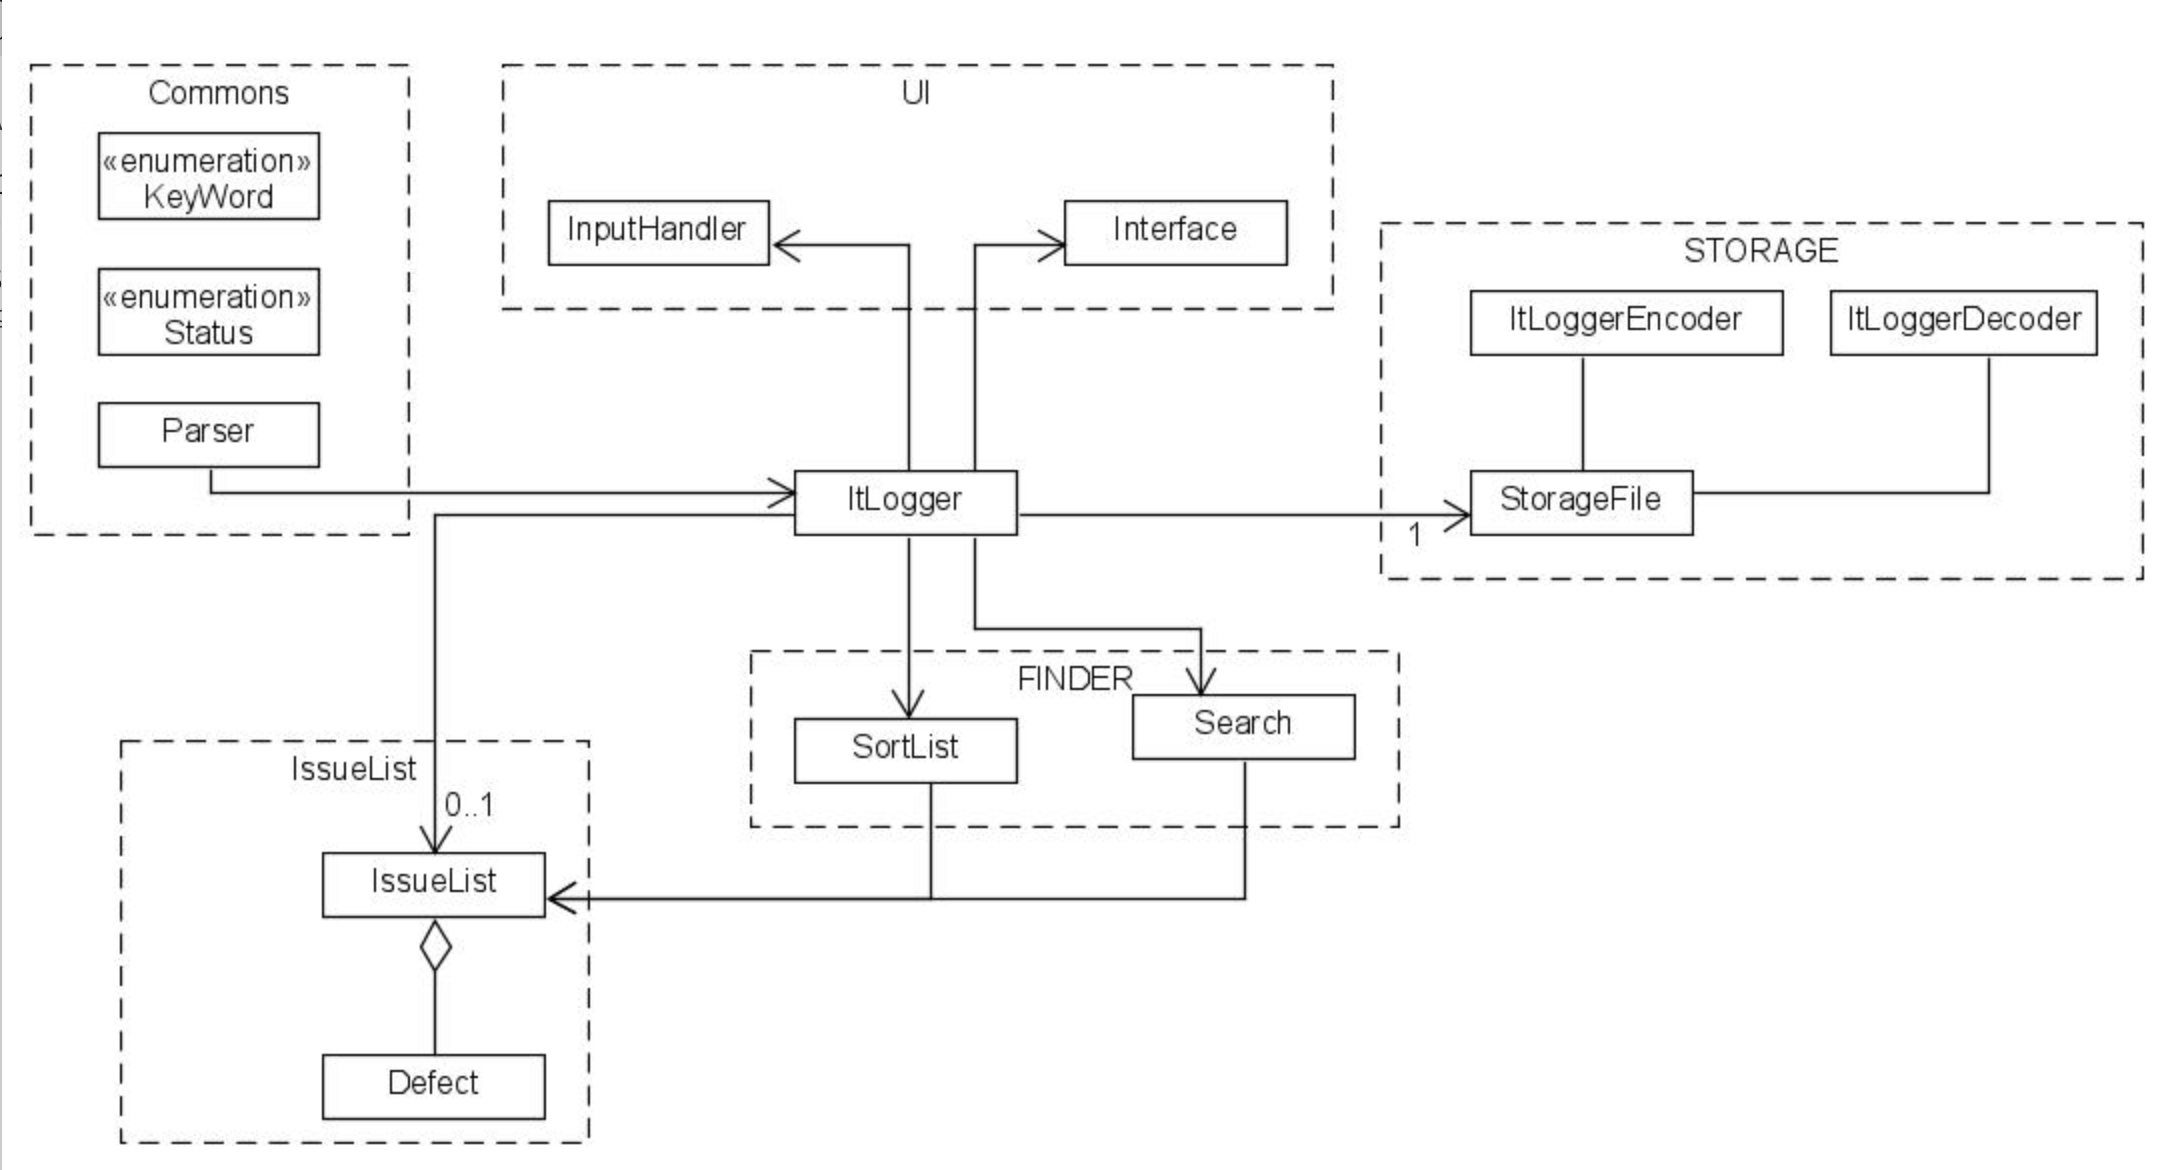 Commons
«enumeration»
KeyWord
«enumeration»
Status
Parser
UI
InputHandler
Interface
STORAGE
ItLoggerEncoder
ItLoggerDecoder
StorageFile
1
ItLogger
FINDER
SortList
Search
IssueList
0..1
IssueList
Defect